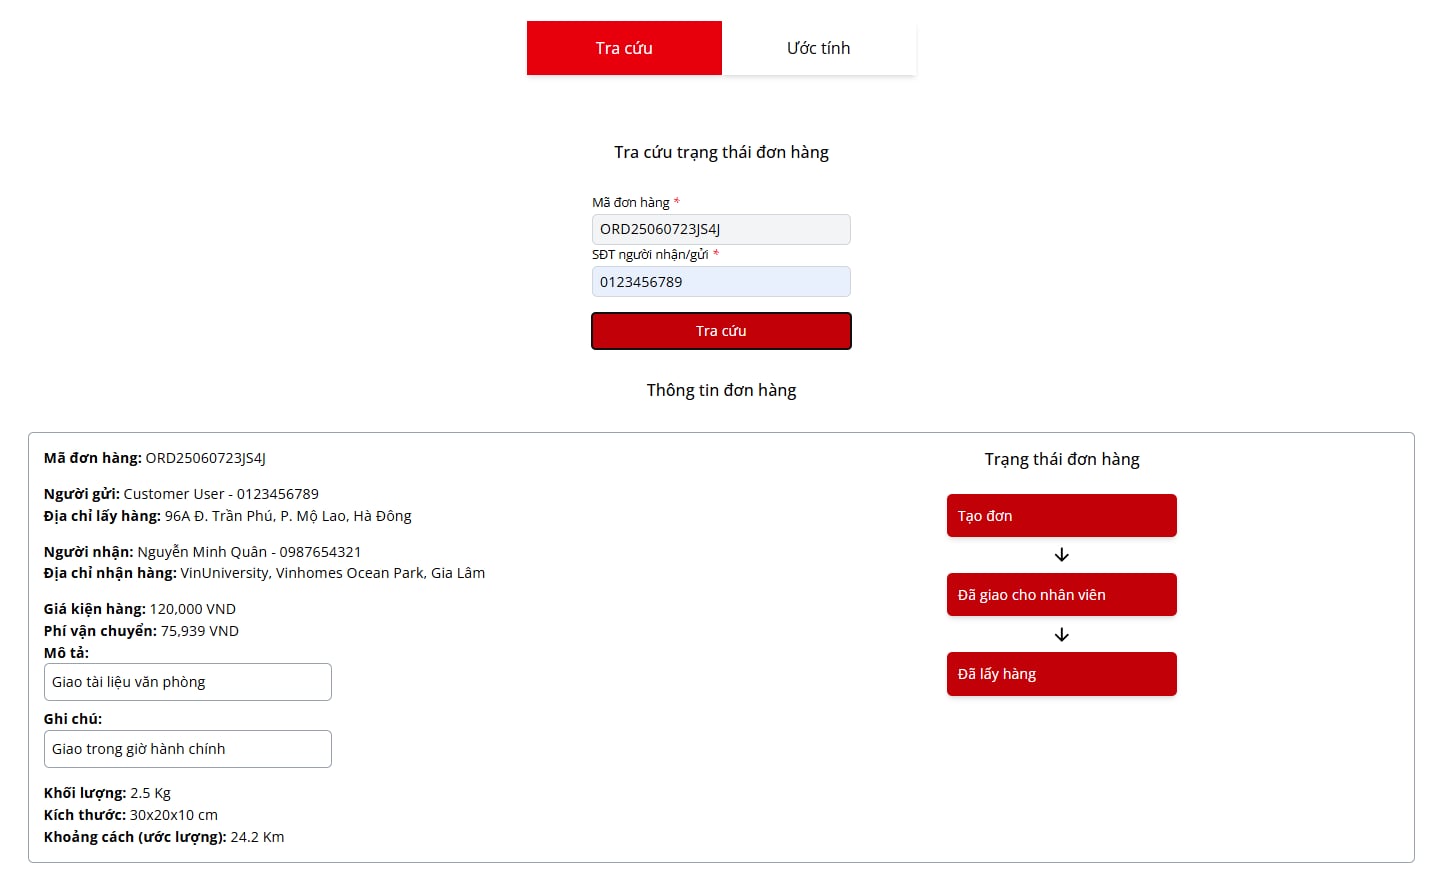 Tra cứu
Ước tính
Tra cứu trạng thái đơn hàng
Mã đơn hàng *
ORD25060723JS4J
SĐT người nhận/gửi *
0123456789
Tra cứu
Thông tin đơn hàng
Mã đơn hàng: ORD25060723JS4J
Người gửi: Customer User - 0123456789
Địa chỉ lấy hàng: 96A Đ. Trần Phú, P. Mộ Lao, Hà Đông
Người nhận: Nguyễn Minh Quân - 0987654321
Địa chỉ nhận hàng: VinUniversity, Vinhomes Ocean Park, Gia Lâm
Giá kiện hàng: 120,000 VND
Phí vận chuyển: 75,939 VND
Mô tả:
Giao tài liệu văn phòng
Ghi chú:
Giao trong giờ hành chính
Khối lượng: 2.5 Kg
Kích thước: 30x20x10 cm
Khoảng cách (ước lượng): 24.2 Km
Trạng thái đơn hàng
Tạo đơn
Đã giao cho nhân viên
Đã lấy hàng